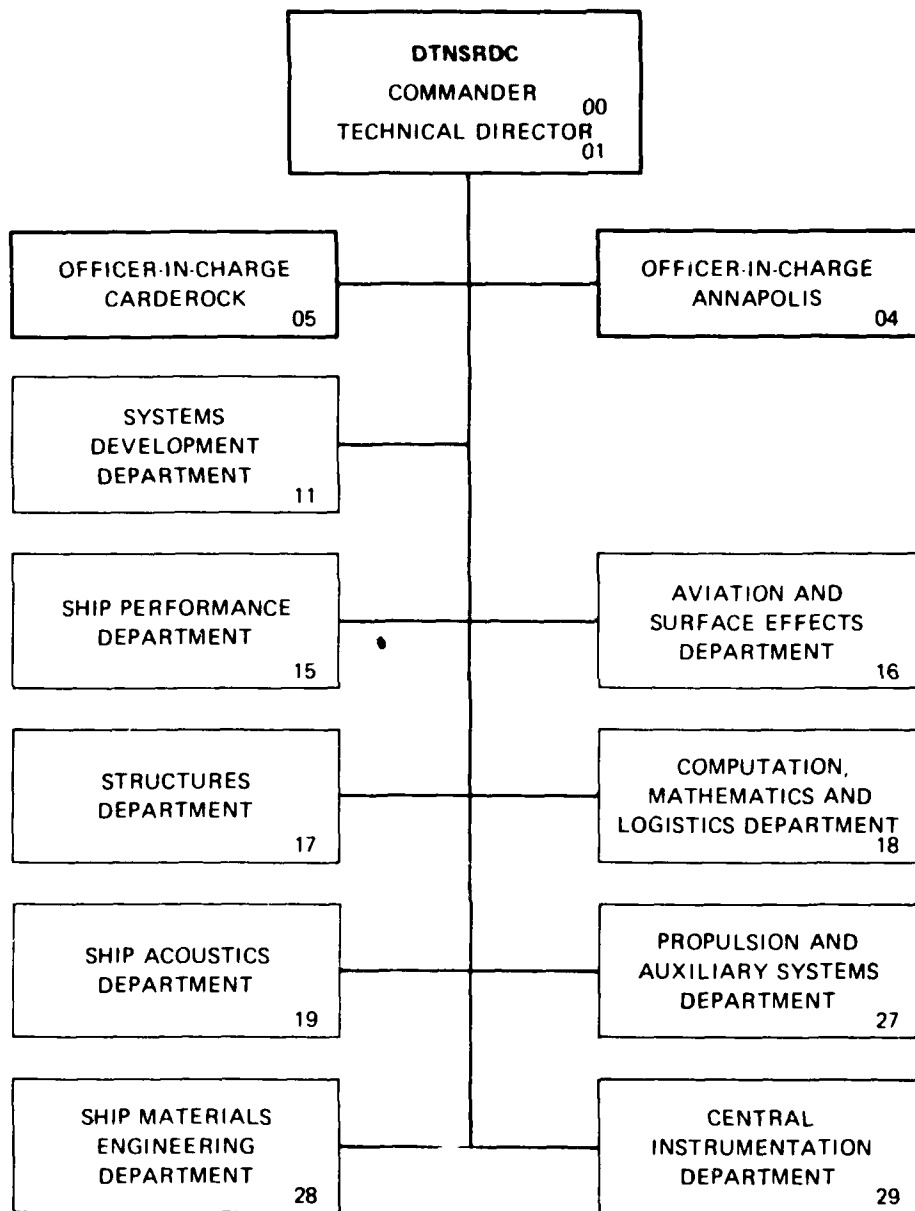 DTNSRDC
COMMANDER
00
TECHNICAL DIRECTOR
01
OFFICER-IN-CHARGE
CARDEROCK
05
OFFICER-IN-CHARGE
ANNAPOLIS
04
SYSTEMS
DEVELOPMENT
DEPARTMENT
11
SHIP PERFORMANCE
DEPARTMENT
15
AVIATION AND
SURFACE EFFECTS
DEPARTMENT
16
STRUCTURES
DEPARTMENT
17
COMPUTATION,
MATHEMATICS AND
LOGISTICS DEPARTMENT
18
SHIP ACOUSTICS
DEPARTMENT
19
PROPULSION AND
AUXILIARY SYSTEMS
DEPARTMENT
27
SHIP MATERIALS
ENGINEERING
DEPARTMENT
28
CENTRAL
INSTRUMENTATION
DEPARTMENT
29